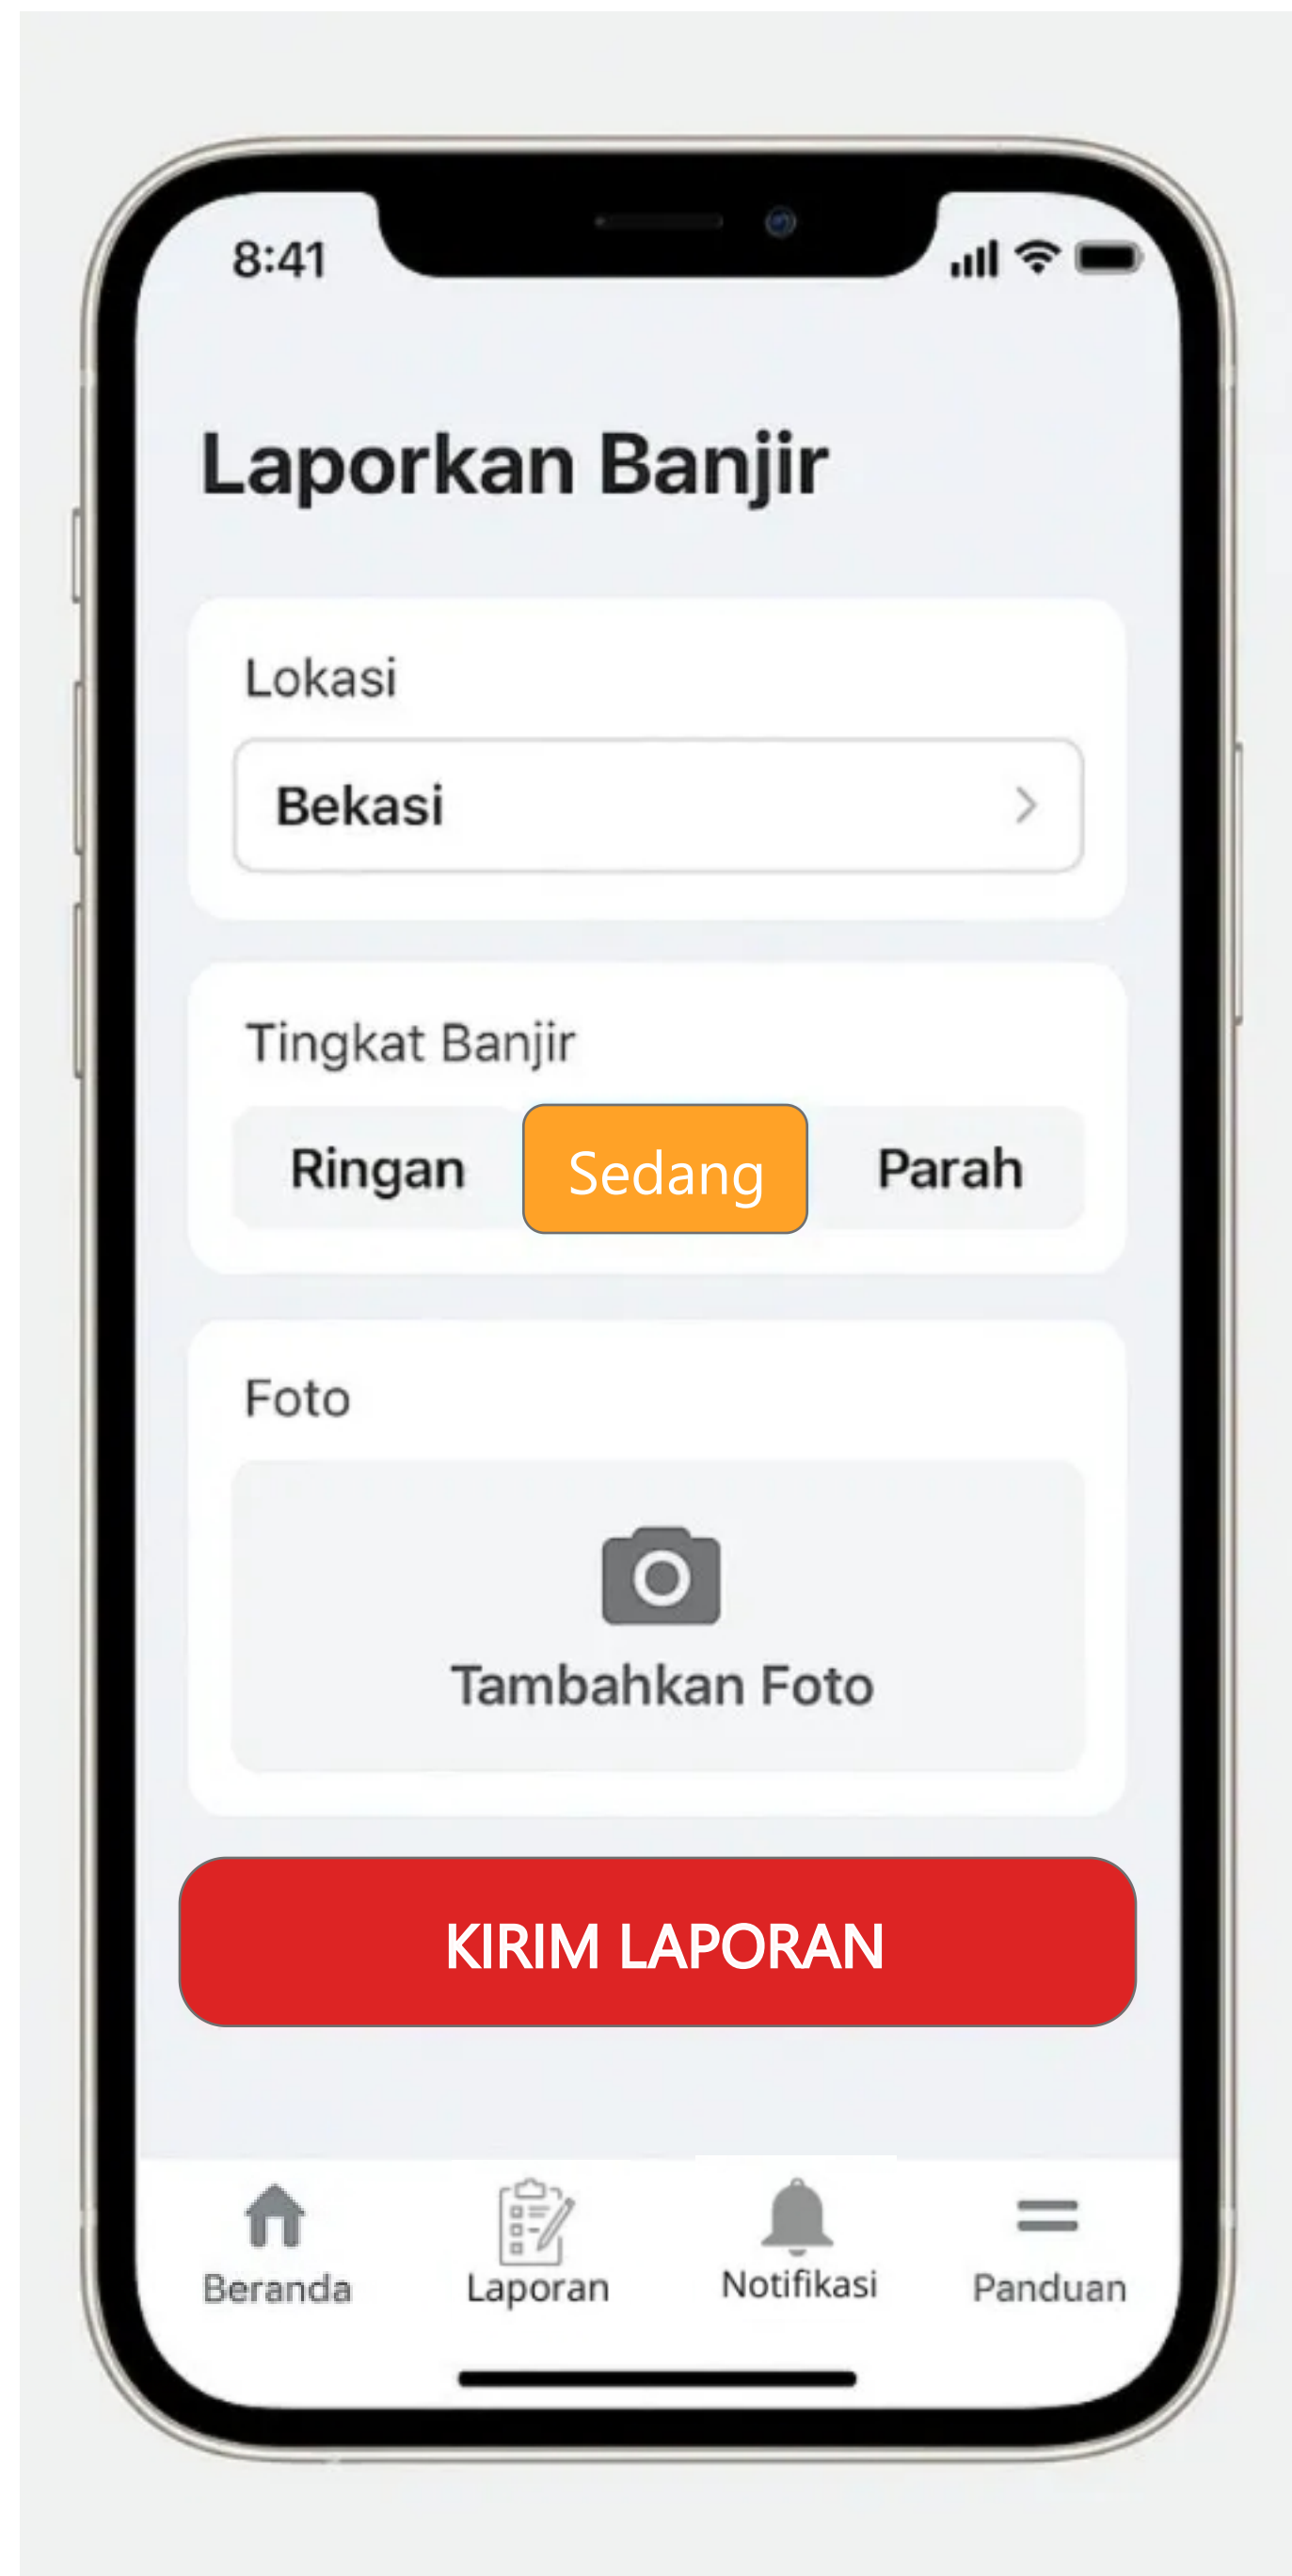 8:41
Laporkan Banjir
Lokasi
Bekasi
Tingkat Banjir
Ringan Sedang Parah
Foto
Tambahkan Foto
KIRIM LAPORAN
Beranda Laporan Notifikasi Panduan